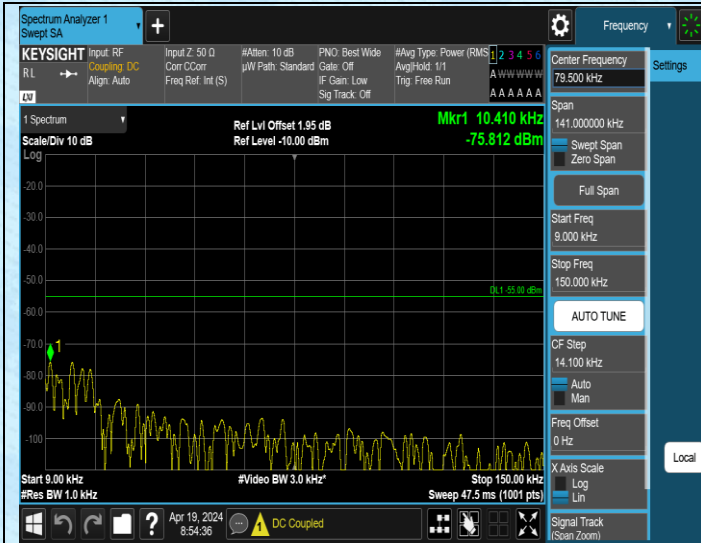 Spectrum Analyzer 1
Swept SA
+
Frequency
KEYSIGHT
RL
LXI
Input: RF
Coupling: DC
Align: Auto
Input Z: 50 Ω
Corr CCorr
Freq Ref: Int (S)
#Atten: 10 dB
µW Path: Standard
PNO: Best Wide
Gate: Off
IF Gain: Low
Sig Track: Off
#Avg Type: Power (RMS
Avg|Hold: 1/1
Trig: Free Run
1 2 3 4 5 6
A W W W W W
A A A A A A
Center Frequency
79.500 kHz
Settings
Span
141.000000 kHz
Swept Span
Zero Span
Full Span
Start Freq
9.000 kHz
Stop Freq
150.000 kHz
AUTO TUNE
CF Step
14.100 kHz
Auto
Man
Freq Offset
0 Hz
X Axis Scale
Log
Lin
Local
Signal Track
(Span Zoom)
1 Spectrum
Scale/Div 10 dB
Log
Ref Lvl Offset 1.95 dB
Ref Level -10.00 dBm
Mkr1 10.410 kHz
-75.812 dBm
-20.0
-30.0
-40.0
-50.0
DL1 -55.00 dBm
-60.0
-70.0
1
-80.0
-90.0
-100
Start 9.00 kHz
#Res BW 1.0 kHz
#Video BW 3.0 kHz*
Stop 150.00 kHz
Sweep 47.5 ms (1001 pts)
?
Apr 19, 2024
8:54:36
DC Coupled